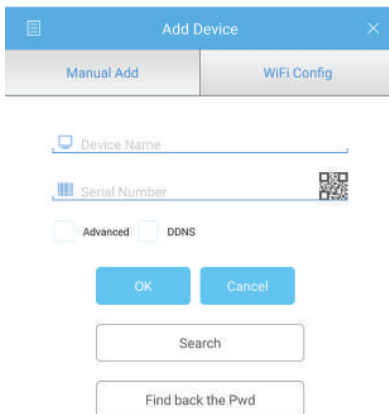 Add Device
Manual Add WiFi Config
Device Name
Serial Number
Advanced DDNS
OK Cancel
Search
Find back the Pwd